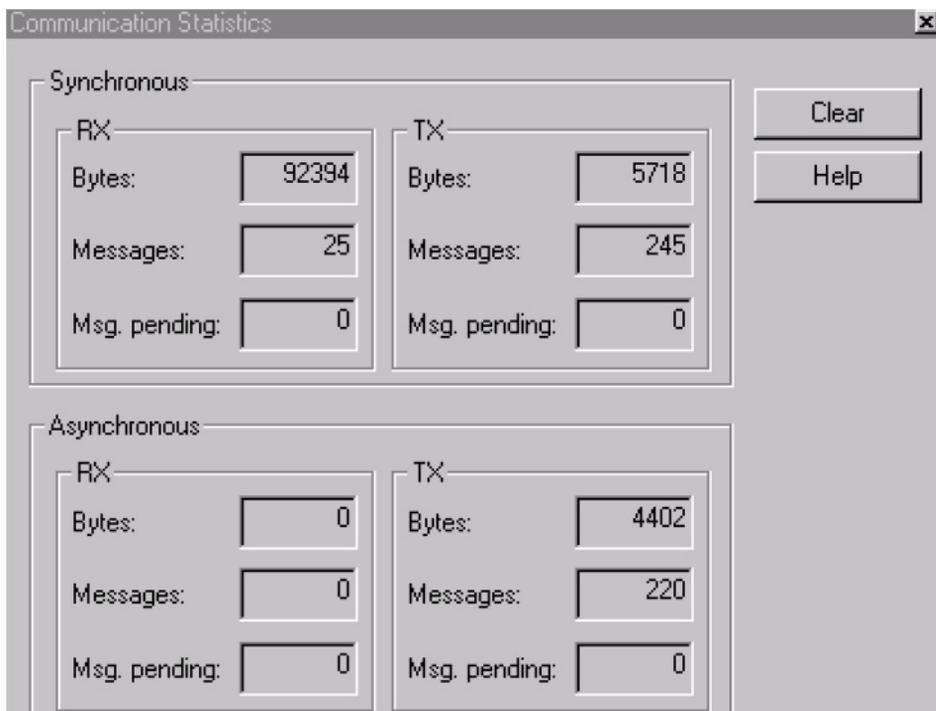 Communication Statistics
Synchronous
Clear
RX
TX
Bytes: 92394
Bytes: 5718
Help
Messages: 25
Messages: 245
Msg. pending: 0
Msg. pending: 0
Asynchronous
RX
TX
Bytes: 0
Bytes: 4402
Messages: 0
Messages: 220
Msg. pending: 0
Msg. pending: 0